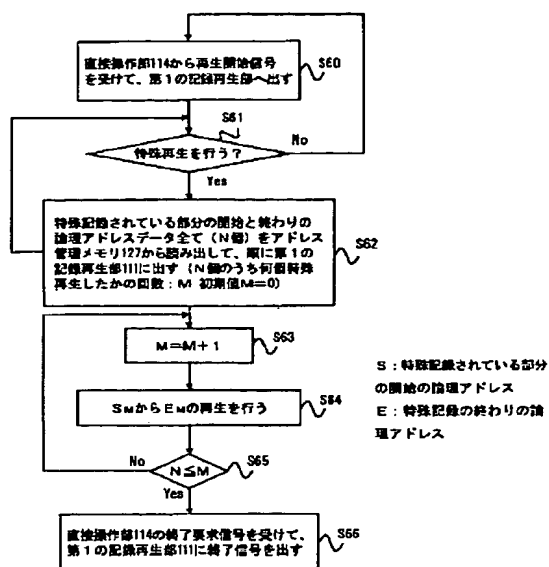 直接操作部114から再生開始信号
を受けて、第1の記録再生部へ出す
S60
S61
特殊再生を行う?
No
Yes
特殊記録されている部分の開始と終わりの
論理アドレスデータ全て(N個)をアドレス
管理メモリ127から読み出して、順に第1の
記録再生部111に出す(N個のうち何個特殊
再生したかの回数:M 初期値M=0)
S62
M=M+1
S63
SMからEMの再生を行う
S64
N≦M
S65
No
Yes
直接操作部114の終了要求信号を受けて、
第1の記録再生部111に終了信号を出す
S66
S:特殊記録されている部分
の開始の論理アドレス
E:特殊記録の終わりの論
理アドレス